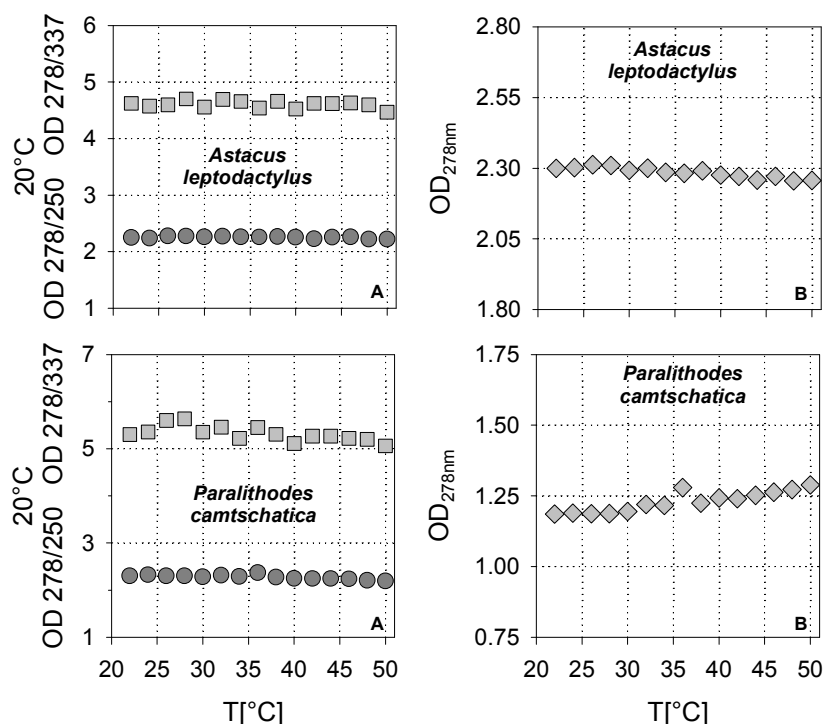 6
5
4
3
2
1
OD 278/250 OD 278/337
20°C
Astacus
leptodactylus
A
2.80
2.55
2.30
2.05
1.80
OD278nm
Astacus
leptodactylus
B
7
5
3
1
OD 278/250 OD 278/337
20°C
Paralithodes
camtschatica
A
20 25 30 35 40 45 50
T[°C]
1.75
1.50
1.25
1.00
0.75
OD278nm
Paralithodes
camtschatica
B
20 25 30 35 40 45 50
T[°C]